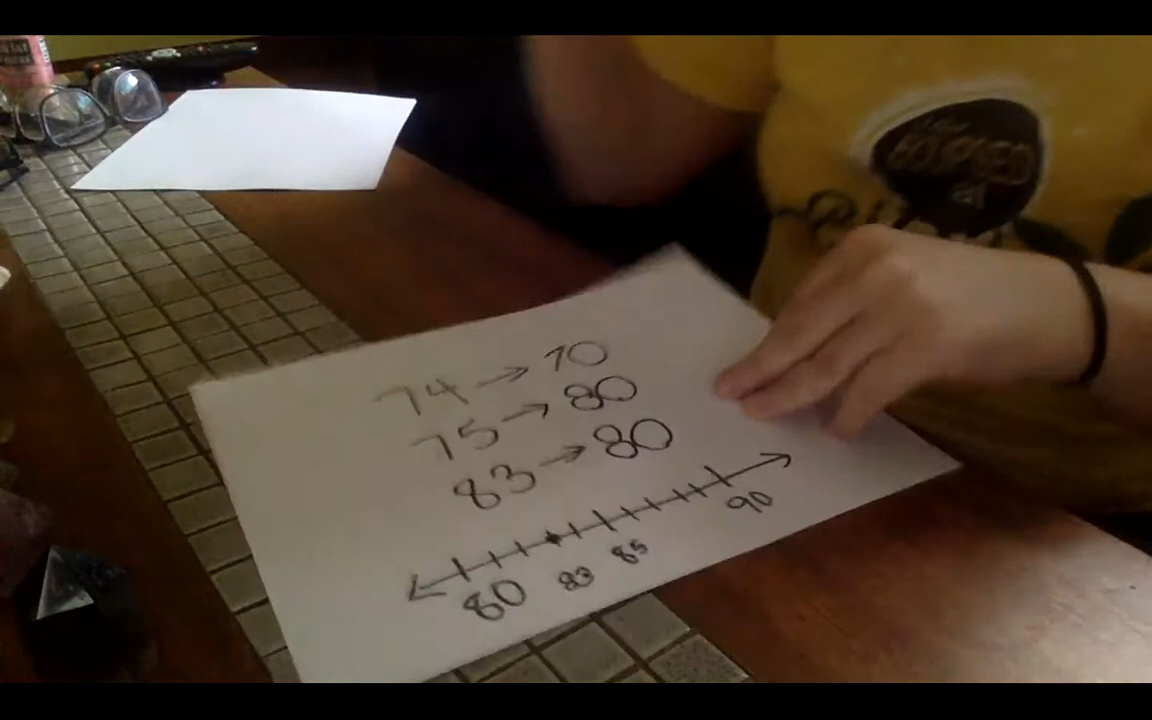 74 → 70
75 → 80
83 → 80
80 83 85 90